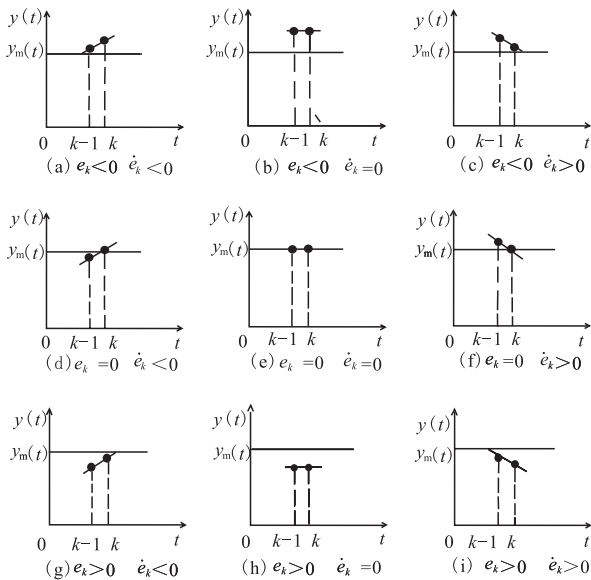 y(t) y(t) y(t)
yₘ(t) yₘ(t) yₘ(t)
0 k−1 k t 0 k−1 k t 0 k−1 k t
(a) eₖ<0 ėₖ<0 (b) eₖ<0 ėₖ=0 (c) eₖ<0 ėₖ>0
y(t) y(t) y(t)
yₘ(t) yₘ(t) yₘ(t)
0 k−1 k t 0 k−1 k t 0 k−1 k t
(d) eₖ=0 ėₖ<0 (e) eₖ=0 ėₖ=0 (f) eₖ=0 ėₖ>0
y(t) y(t) y(t)
yₘ(t) yₘ(t) yₘ(t)
0 k−1 k t 0 k−1 k t 0 k−1 k t
(g) eₖ>0 ėₖ<0 (h) eₖ>0 ėₖ=0 (i) eₖ>0 ėₖ>0